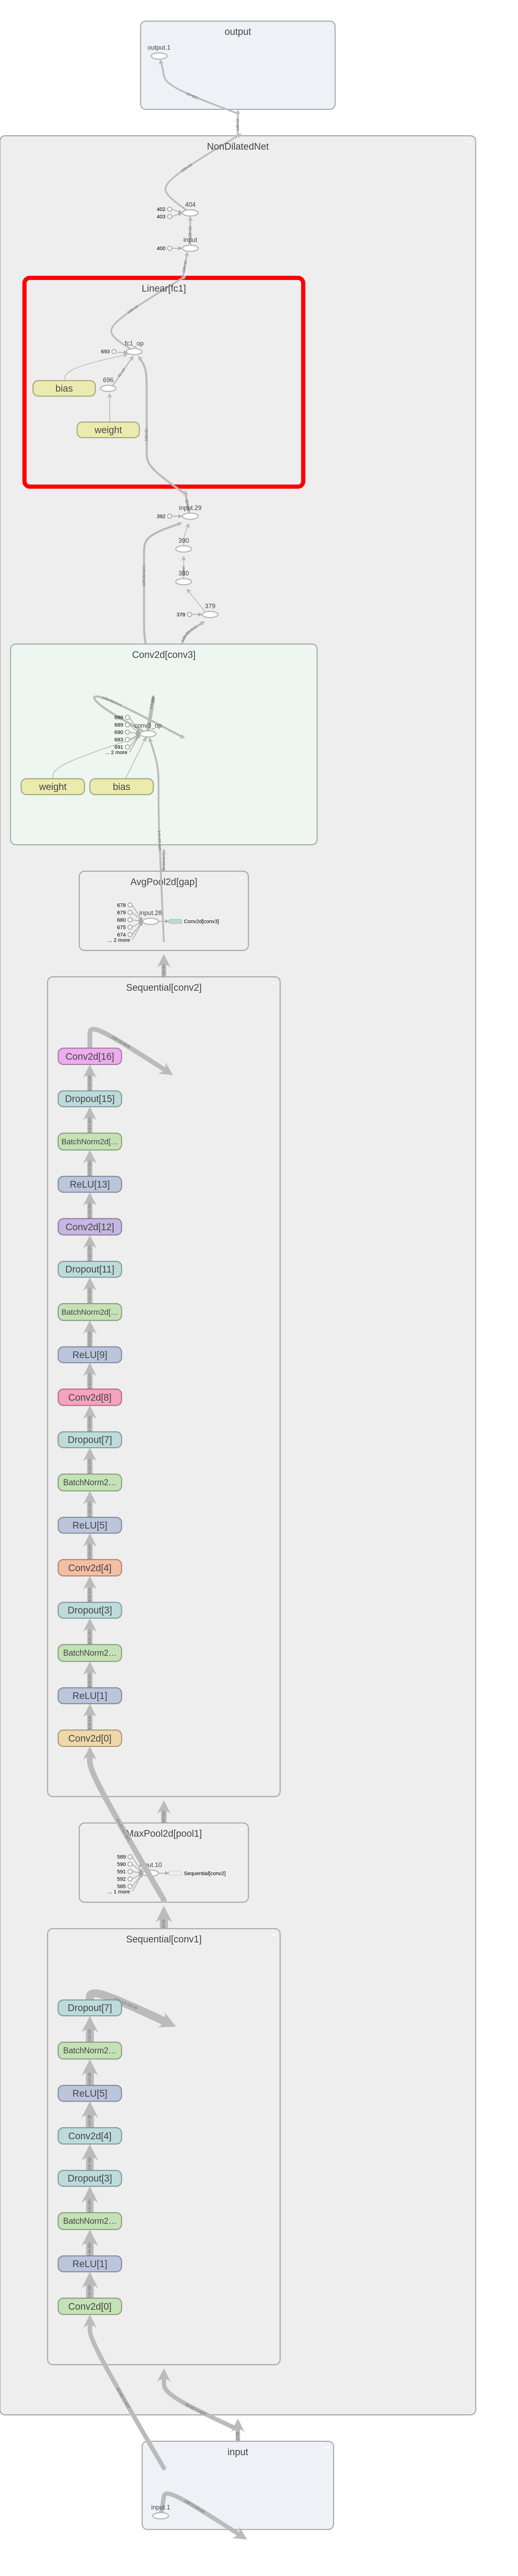 output
output.1
NonDilatedNet
404
402
403
input
400
Linear[fc1]
fc1_op
693
bias
696
weight
input.29
392
390
380
379
378
Conv2d[conv3]
688
689
conv3_op
690
683
691
... 2 more
weight
bias
AvgPool2d[gap]
678
679
input.28
680
Conv2d[conv3]
675
674
... 2 more
Sequential[conv2]
Conv2d[16]
Dropout[15]
BatchNorm2d[…
ReLU[13]
Conv2d[12]
Dropout[11]
BatchNorm2d[…
ReLU[9]
Conv2d[8]
Dropout[7]
BatchNorm2…
ReLU[5]
Conv2d[4]
Dropout[3]
BatchNorm2…
ReLU[1]
Conv2d[0]
MaxPool2d[pool1]
589
590
input.10
591
Sequential[conv2]
592
585
... 1 more
Sequential[conv1]
Dropout[7]
BatchNorm2…
ReLU[5]
Conv2d[4]
Dropout[3]
BatchNorm2…
ReLU[1]
Conv2d[0]
input
input.1